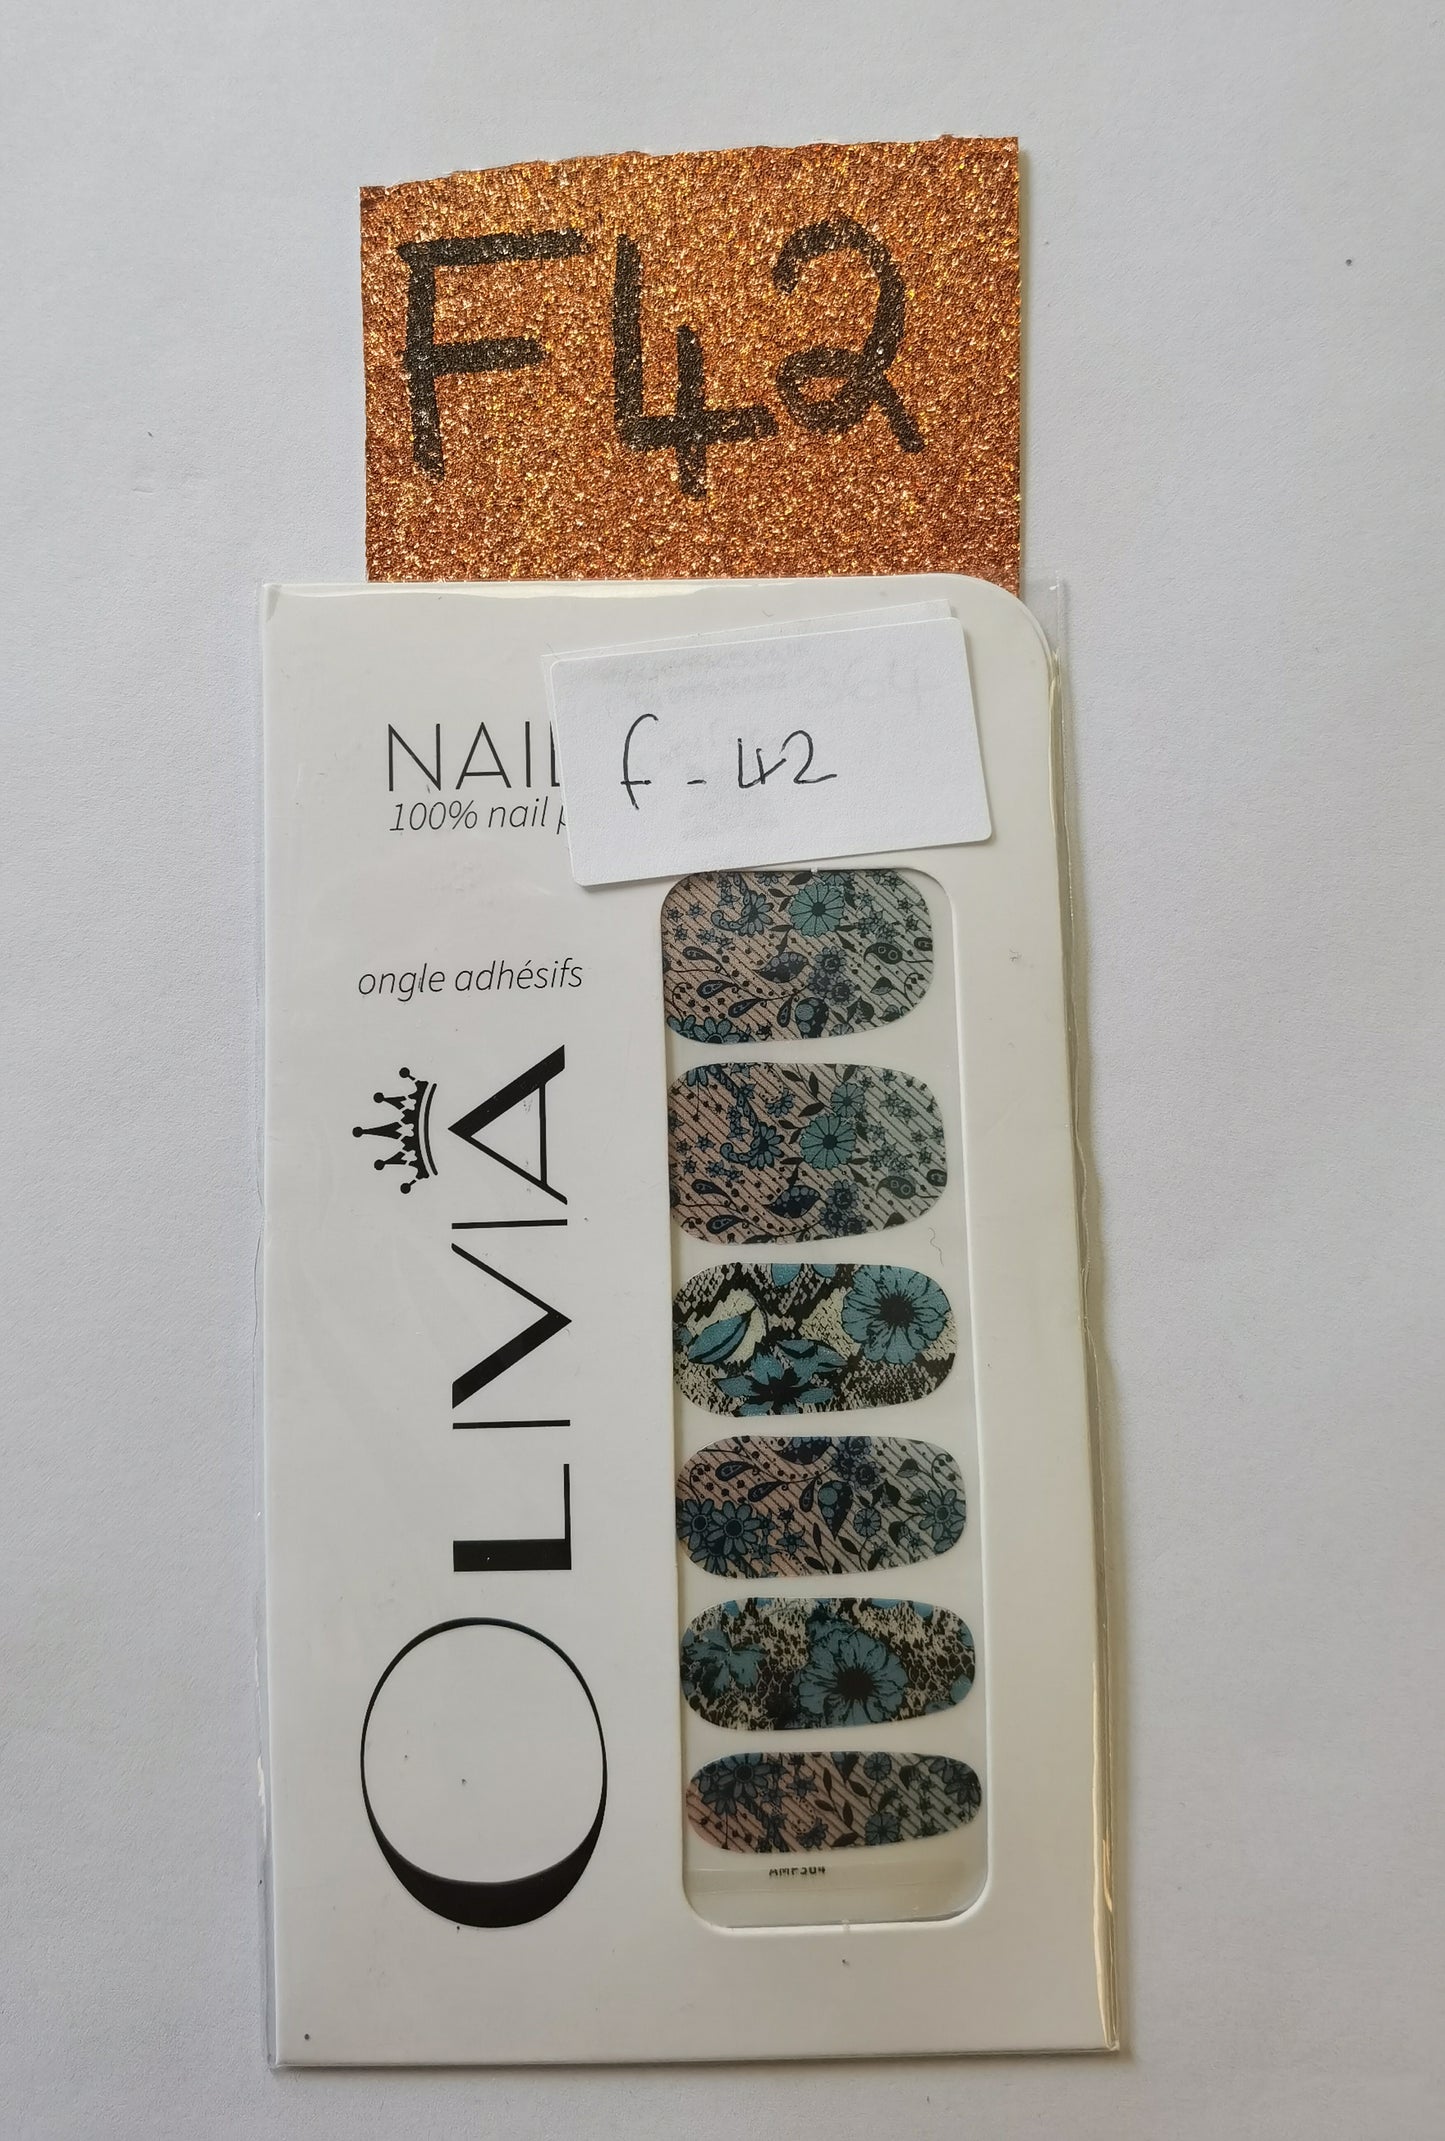 F42
f-42
NAIL
100% nail
ongle adhésifs
OLIVIA